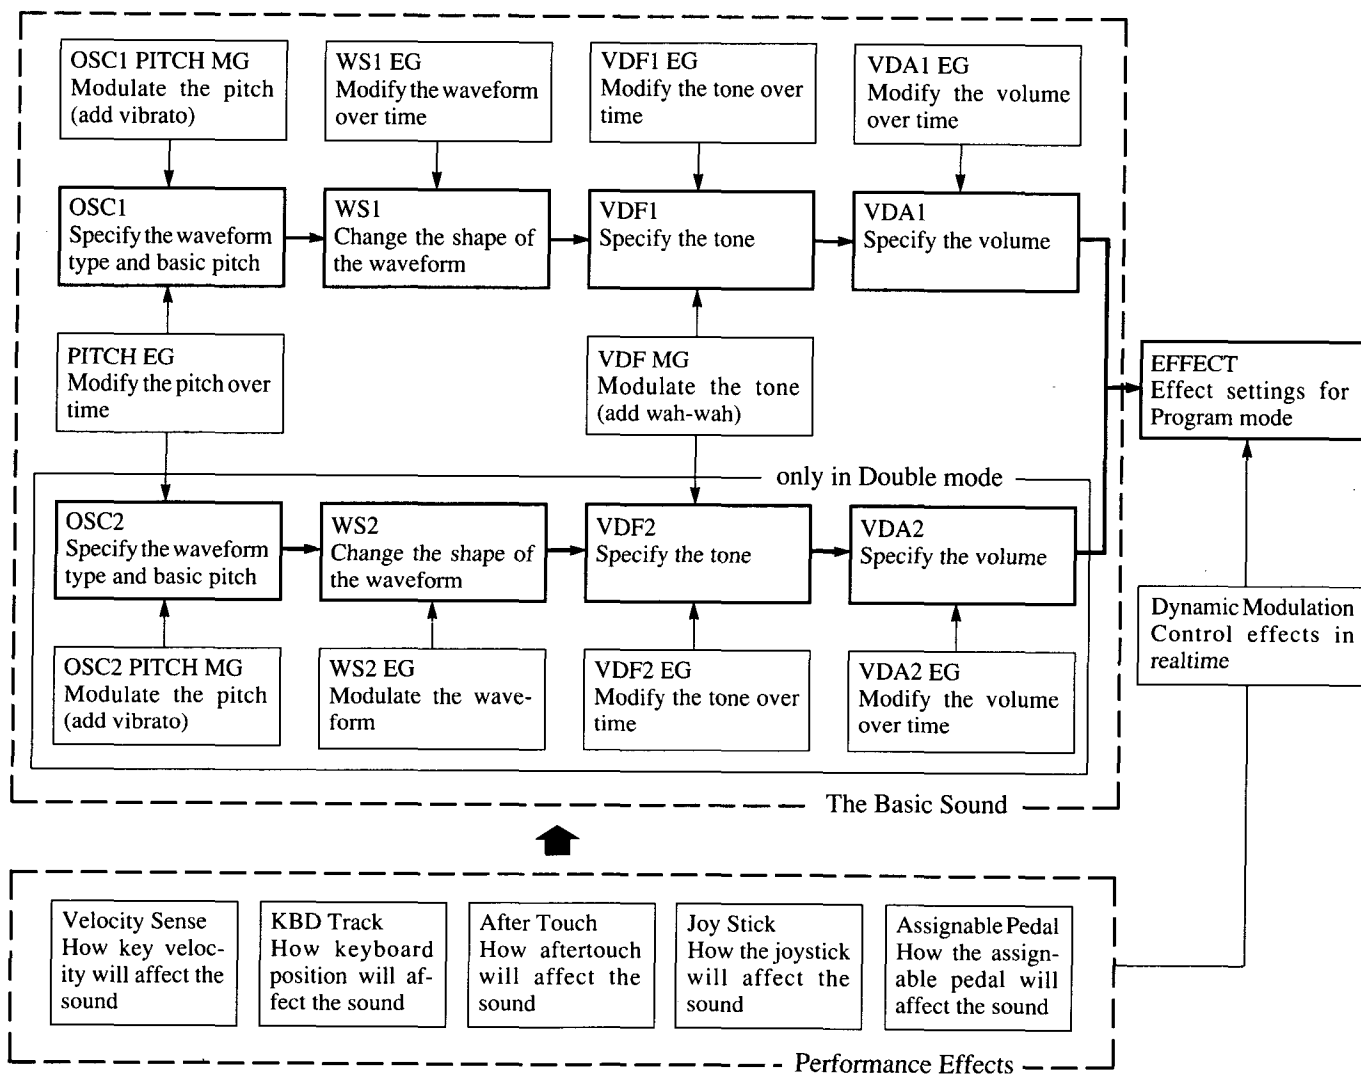 OSC1 PITCH MG
Modulate the pitch
(add vibrato)
WS1 EG
Modify the waveform
over time
VDF1 EG
Modify the tone over
time
VDA1 EG
Modify the volume
over time
OSC1
Specify the waveform
type and basic pitch
WS1
Change the shape of
the waveform
VDF1
Specify the tone
VDA1
Specify the volume
PITCH EG
Modify the pitch over
time
VDF MG
Modulate the tone
(add wah-wah)
EFFECT
Effect settings for
Program mode
only in Double mode
OSC2
Specify the waveform
type and basic pitch
WS2
Change the shape of
the waveform
VDF2
Specify the tone
VDA2
Specify the volume
OSC2 PITCH MG
Modulate the pitch
(add vibrato)
WS2 EG
Modulate the wave-
form
VDF2 EG
Modify the tone over
time
VDA2 EG
Modify the volume
over time
Dynamic Modulation
Control effects in
realtime
The Basic Sound
Velocity Sense
How key veloc-
ity will affect the
sound
KBD Track
How keyboard
position will af-
fect the sound
After Touch
How aftertouch
will affect the
sound
Joy Stick
How the joystick
will affect the
sound
Assignable Pedal
How the assign-
able pedal will
affect the sound
Performance Effects